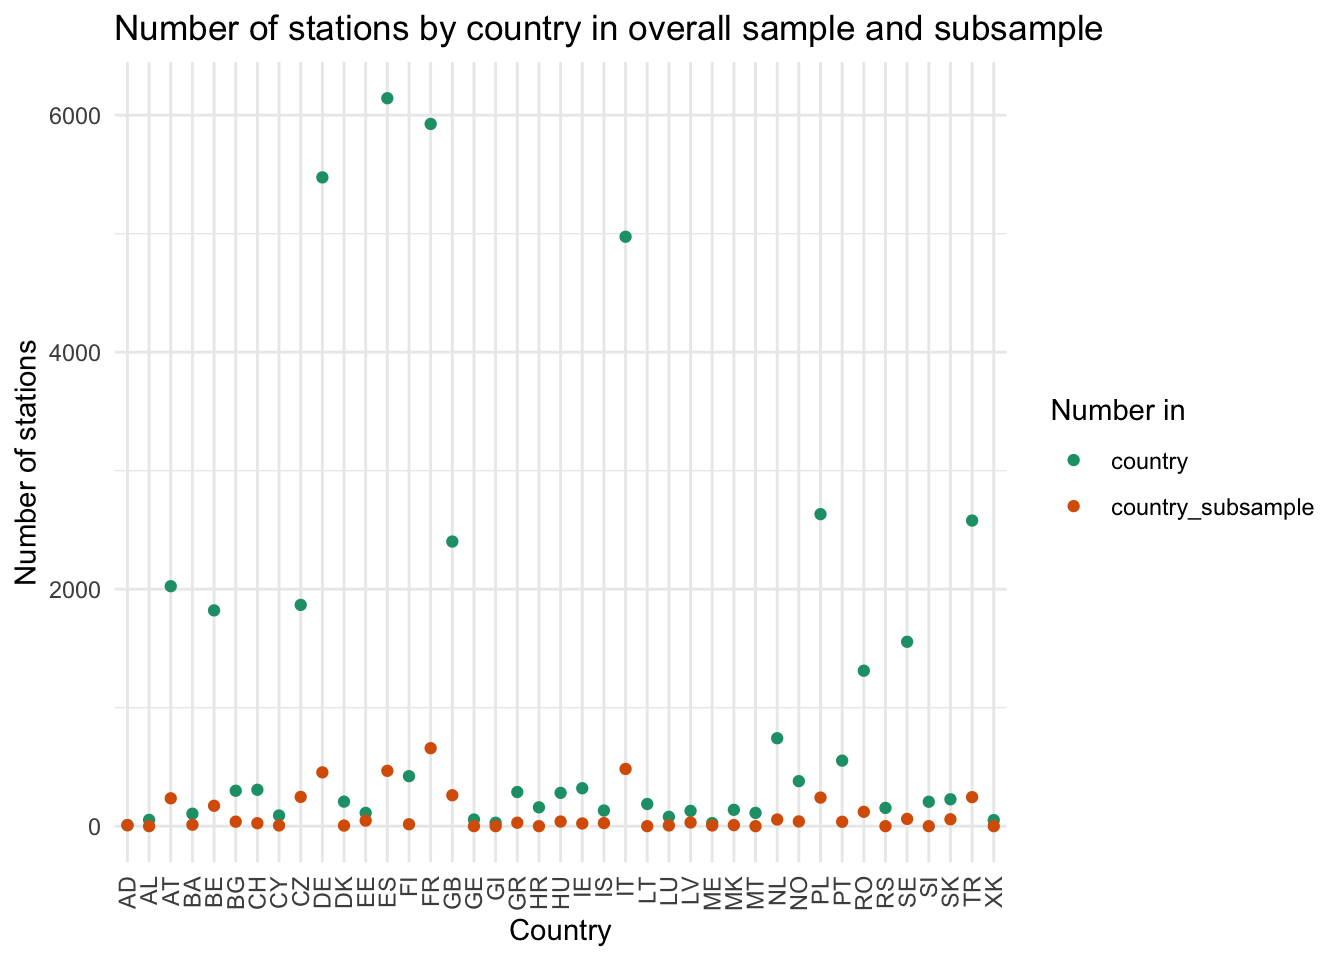 Number of stations by country in overall sample and subsample
Number of stations
6000
4000
2000
0
AD AL AT BA BE BG CH CY CZ DE DK EE ES FI FR GB GE GI GR HR HU IE IS IT LT LU LV ME MK MT NL NO PL PT RO RS SE SI SK TR XK
Country
Number in
country
country_subsample